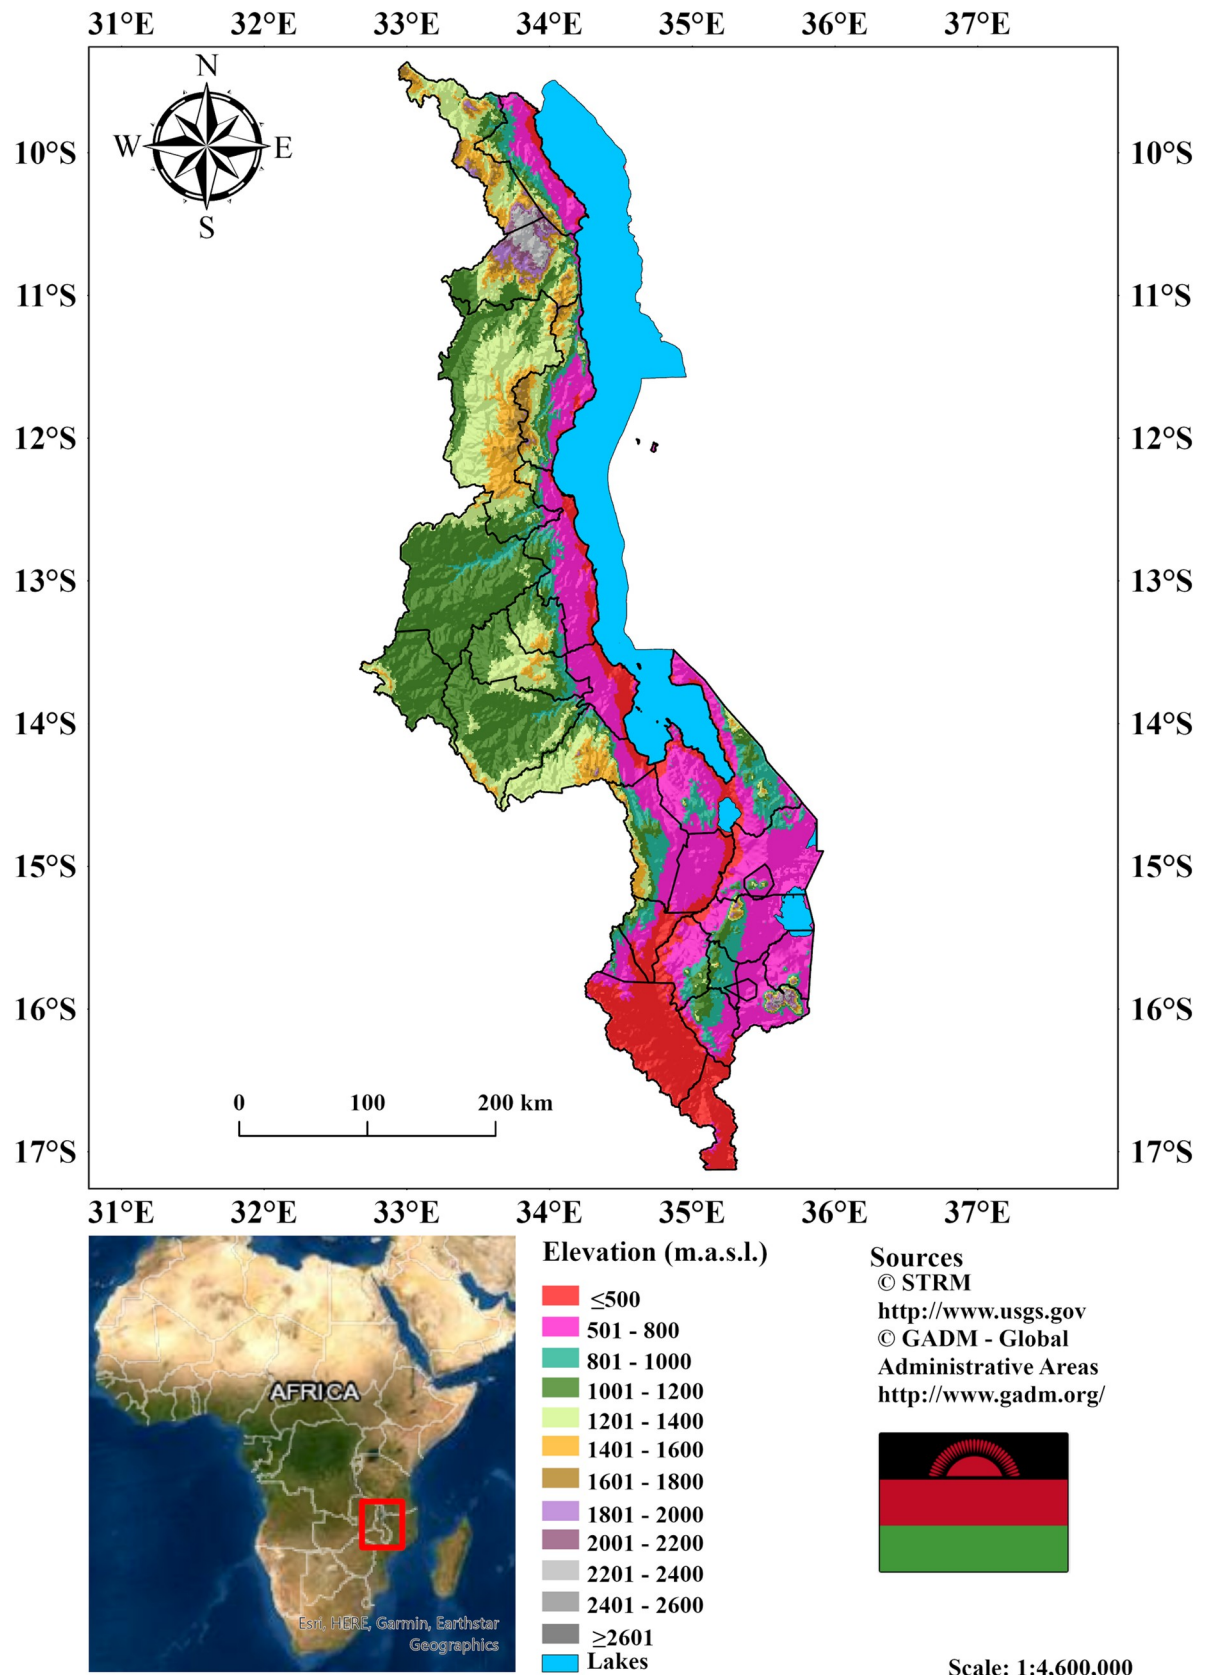 31°E 32°E 33°E 34°E 35°E 36°E 37°E
N
W E
S
10°S 10°S
11°S 11°S
12°S 12°S
13°S 13°S
14°S 14°S
15°S 15°S
16°S 16°S
17°S 17°S
0 100 200 km
31°E 32°E 33°E 34°E 35°E 36°E 37°E
AFRICA
Esri, HERE, Garmin, Earthstar
Geographics
Elevation (m.a.s.l.)
≤500
501 - 800
801 - 1000
1001 - 1200
1201 - 1400
1401 - 1600
1601 - 1800
1801 - 2000
2001 - 2200
2201 - 2400
2401 - 2600
≥2601
Lakes
Sources
© STRM
http://www.usgs.gov
© GADM - Global
Administrative Areas
http://www.gadm.org/
Scale: 1:4,600,000